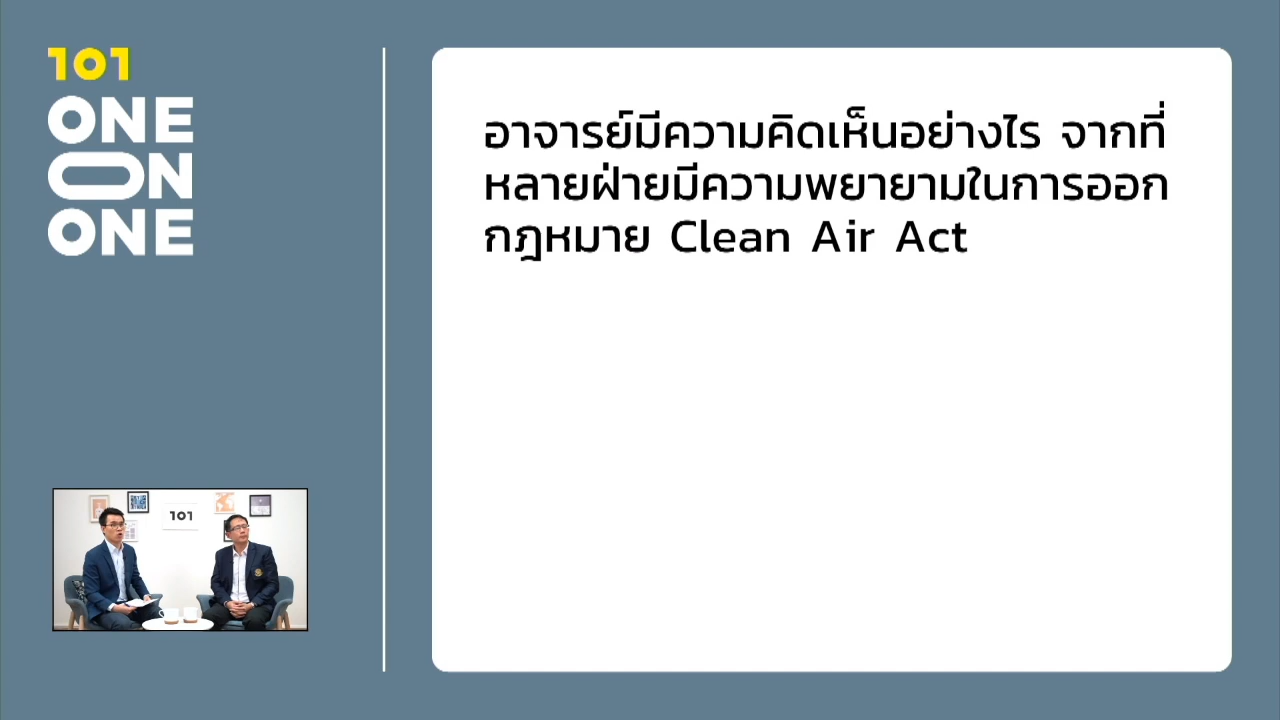 101
ONE
ON
ONE
อาจารย์มีความคิดเห็นอย่างไร จากที่
หลายฝ่ายมีความพยายามในการออก
กฎหมาย Clean Air Act
101